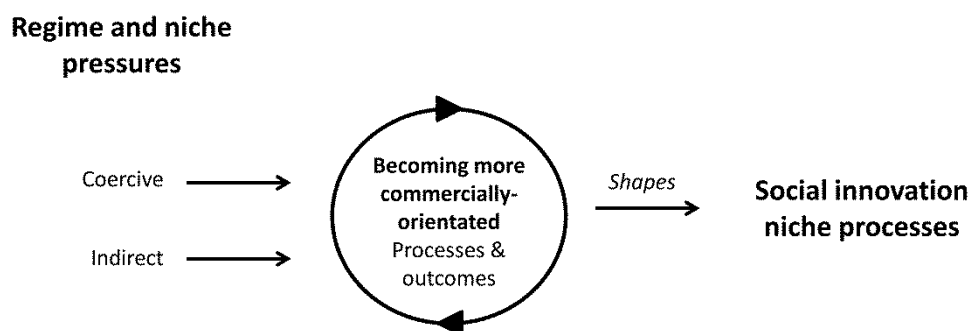 Regime and niche
pressures
Coercive
Indirect
Becoming more
commercially-
orientated
Processes &
outcomes
Shapes
Social innovation
niche processes